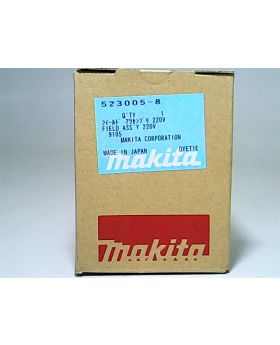 523005-8
Q'TY 1
フィールド アッセンブリ 220V
FIELD ASS'Y 220V
9105
MAKITA CORPORATION
makita
MADE IN JAPAN OYET1E
makita